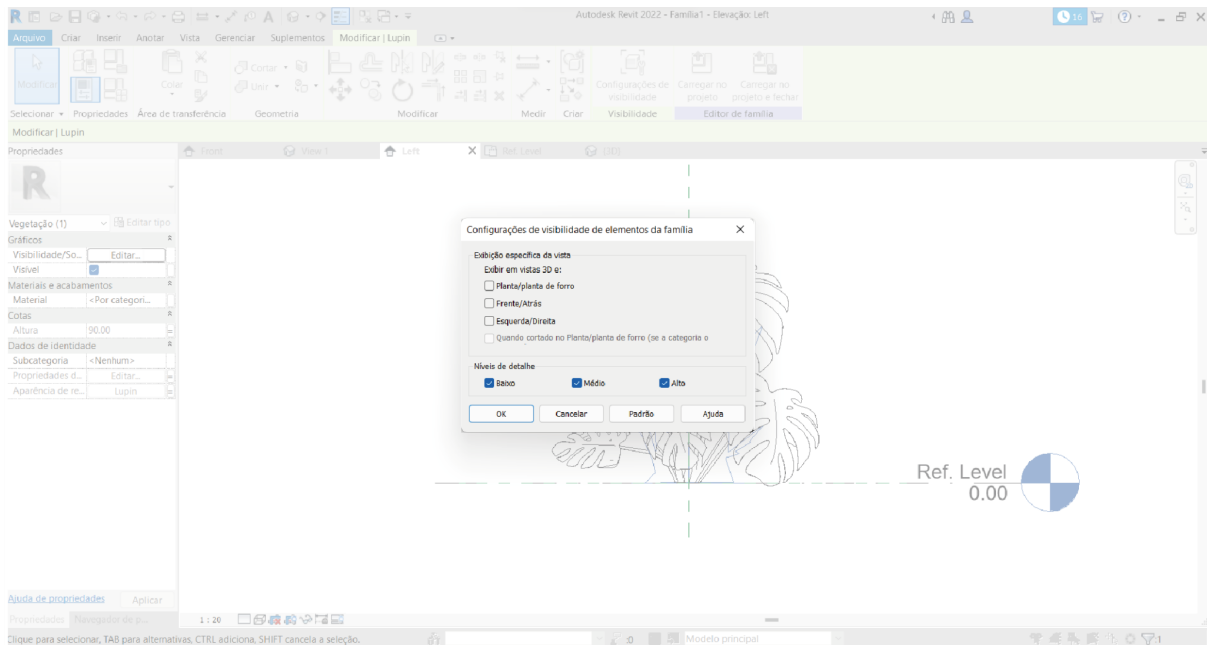 Autodesk Revit 2022 - Família1 - Elevação: Left
16
Arquivo Criar Inserir Anotar Vista Gerenciar Suplementos Modificar | Lupin
Modificar
Colar
Cortar
Unir
Configurações de visibilidade
Carregar no projeto
Carregar no projeto e fechar
Selecionar Propriedades Área de transferência Geometria Modificar Medir Criar Visibilidade Editor de família
Modificar | Lupin
Propriedades
Front View 1 Left Ref. Level {3D}
R
Vegetação (1) Editar tipo
Gráficos
Visibilidade/So... Editar...
Visível
Materiais e acabamentos
Material <Por categori...
Cotas
Altura 90.00
Dados de identidade
Subcategoria <Nenhum>
Propriedades d... Editar...
Aparência de re... Lupin
Configurações de visibilidade de elementos da família
Exibição específica da vista
Exibir em vistas 3D e:
Planta/planta de forro
Frente/Atrás
Esquerda/Direita
Quando cortado no Planta/planta de forre (se a categoria o
Níveis de detalhe
Baixo Médio Alto
OK Cancelar Padrão Ajuda
Ref. Level
0.00
Ajuda de propriedades Aplicar
Propriedades Navegador de p...
1 : 20
Clique para selecionar, TAB para alternativas, CTRL adiciona, SHIFT cancela a seleção.
:0 Modelo principal
:1